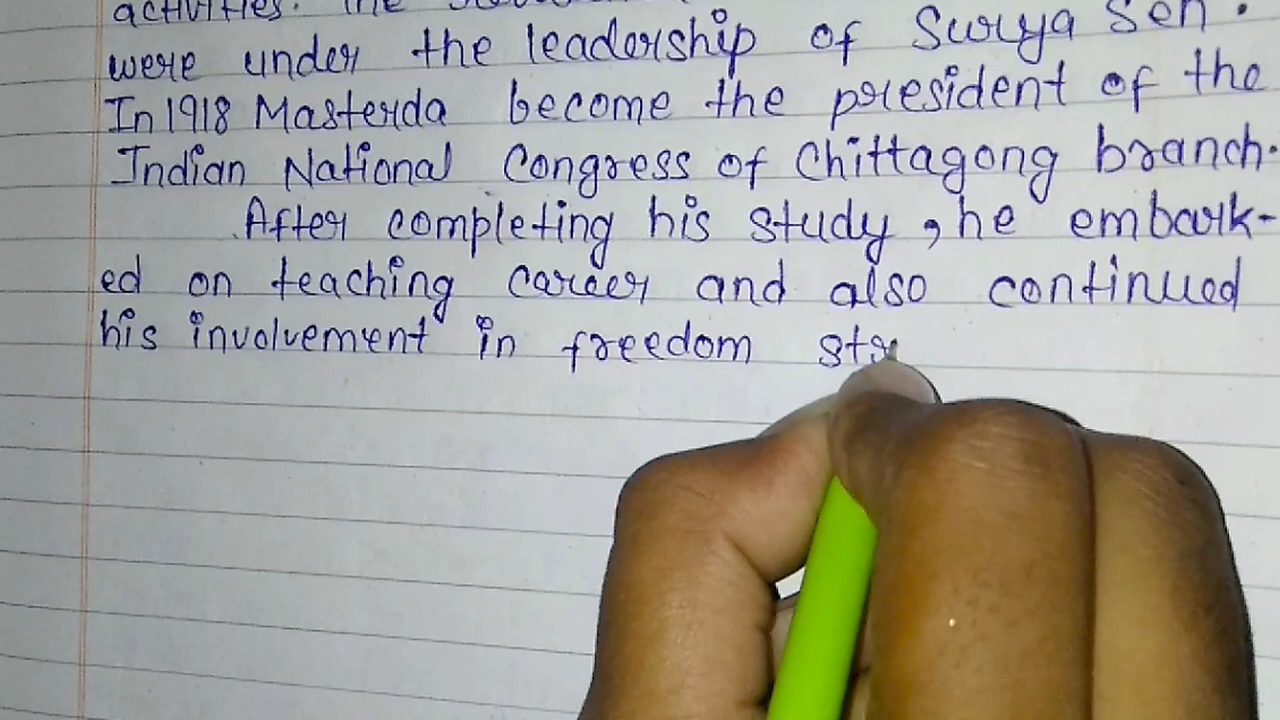 activities. The
were under the leadership of Surya Sen.
In 1918 Masterda become the president of the
Indian National Congress of Chittagong branch.
After completing his study, he embark-
ed on teaching career and also continued
his involvement in freedom